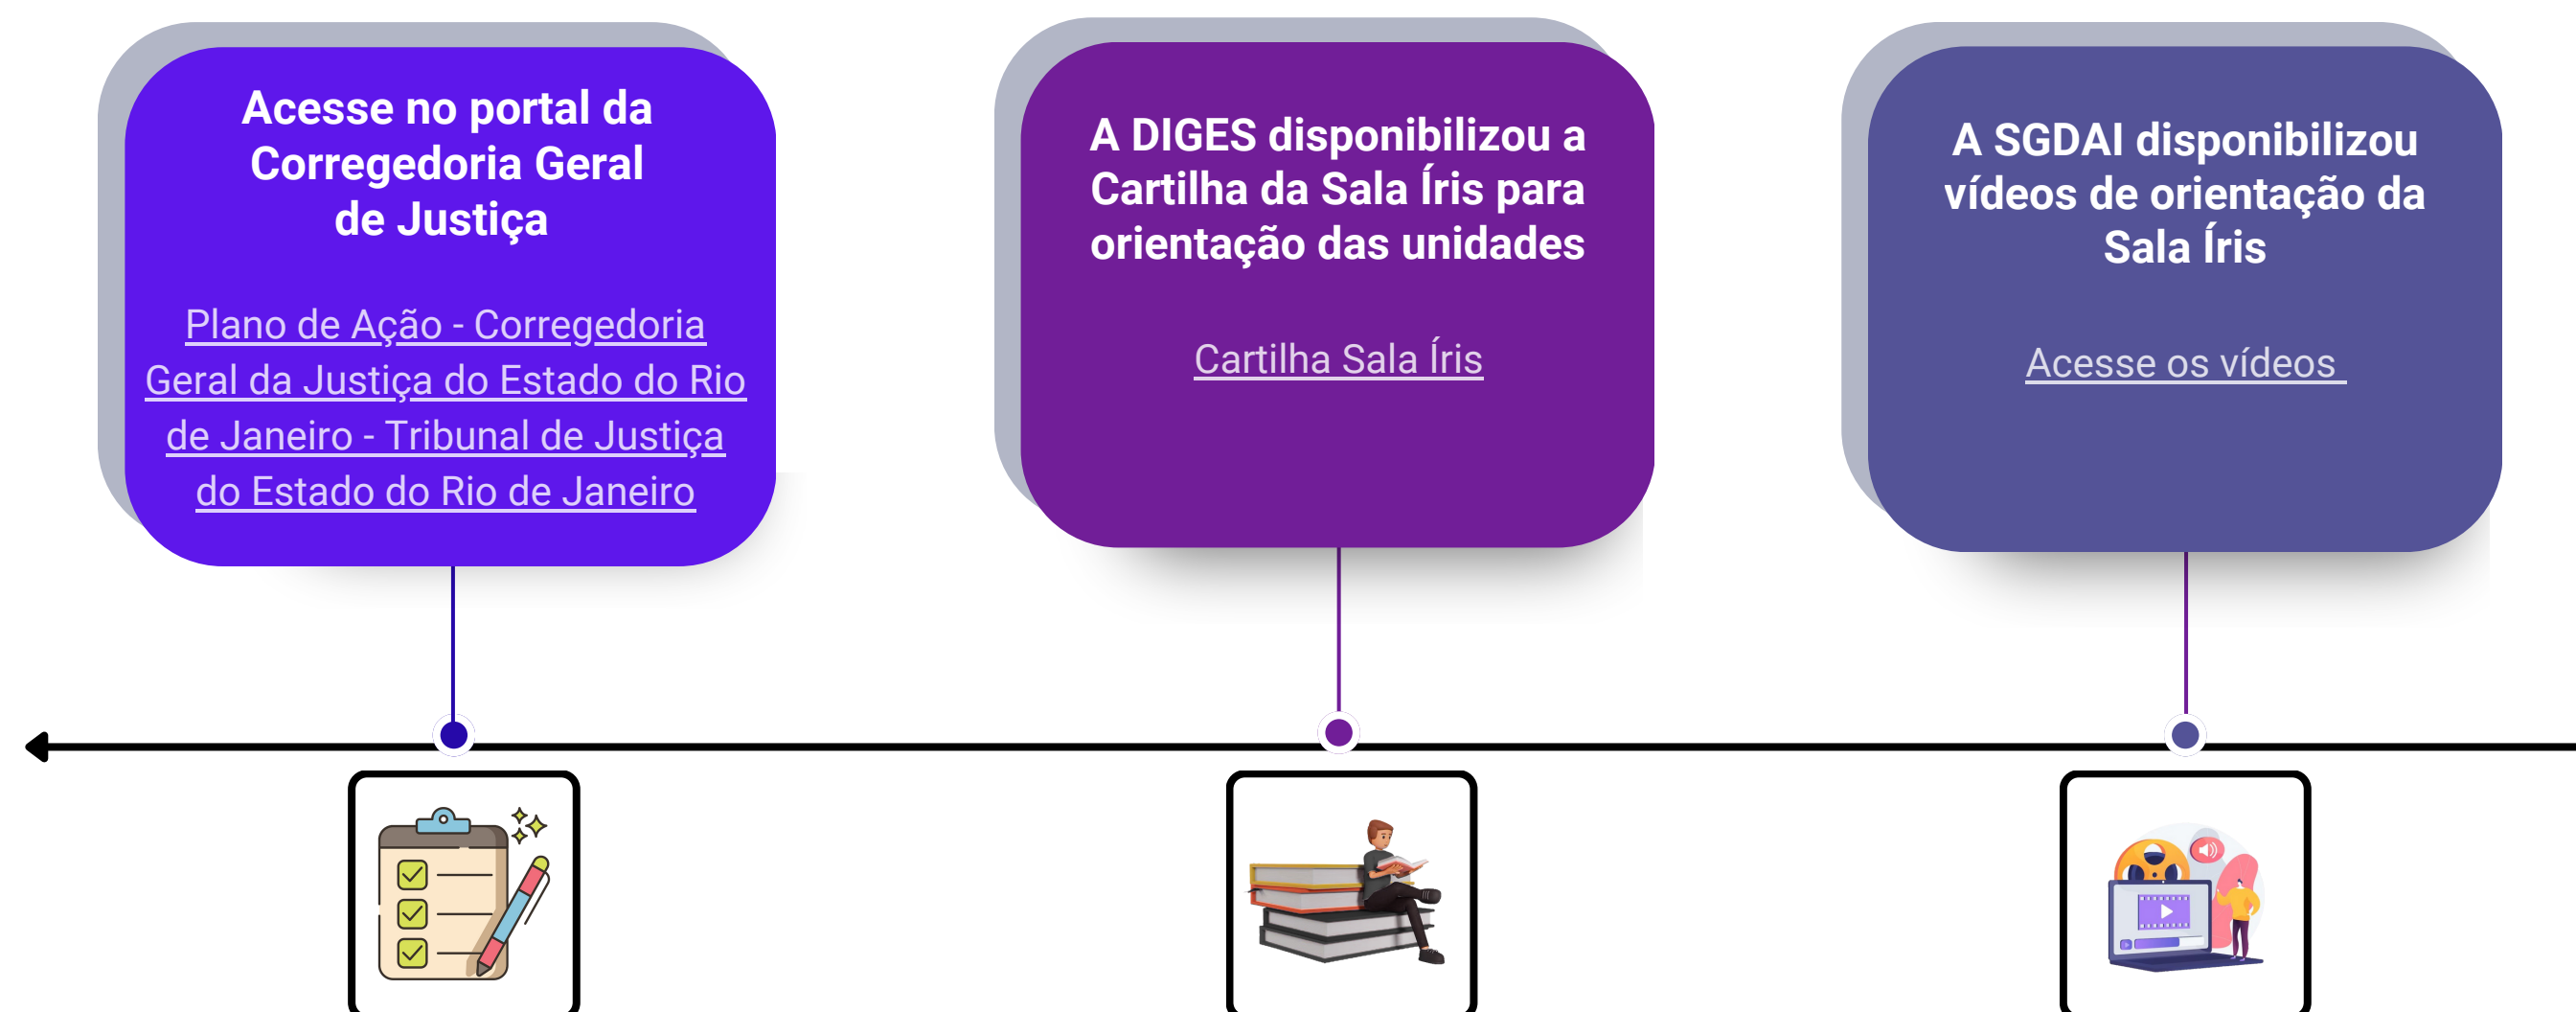 Acesse no portal da
Corregedoria Geral
de Justiça
Plano de Ação - Corregedoria
Geral da Justiça do Estado do Rio
de Janeiro - Tribunal de Justiça
do Estado do Rio de Janeiro
A DIGES disponibilizou a
Cartilha da Sala Íris para
orientação das unidades
Cartilha Sala Íris
A SGDAI disponibilizou
vídeos de orientação da
Sala Íris
Acesse os vídeos